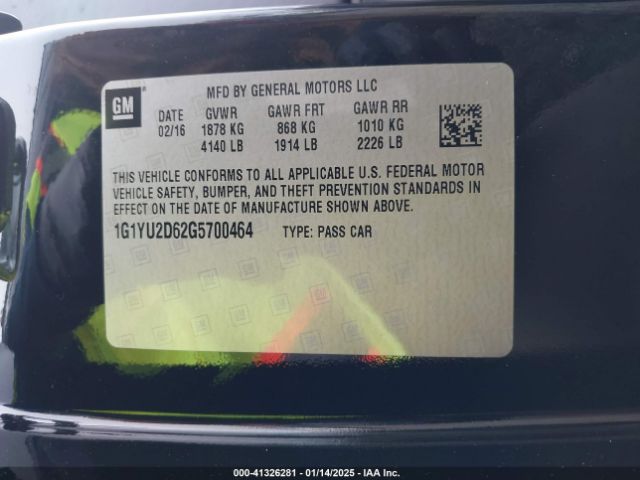 GM
MFD BY GENERAL MOTORS LLC
DATE GVWR GAWR FRT GAWR RR
02/16 1878 KG 868 KG 1010 KG
4140 LB 1914 LB 2226 LB
THIS VEHICLE CONFORMS TO ALL APPLICABLE U.S. FEDERAL MOTOR
VEHICLE SAFETY, BUMPER, AND THEFT PREVENTION STANDARDS IN
EFFECT ON THE DATE OF MANUFACTURE SHOWN ABOVE.
1G1YU2D62G5700464 TYPE: PASS CAR
000-41326281 - 01/14/2025 - IAA Inc.